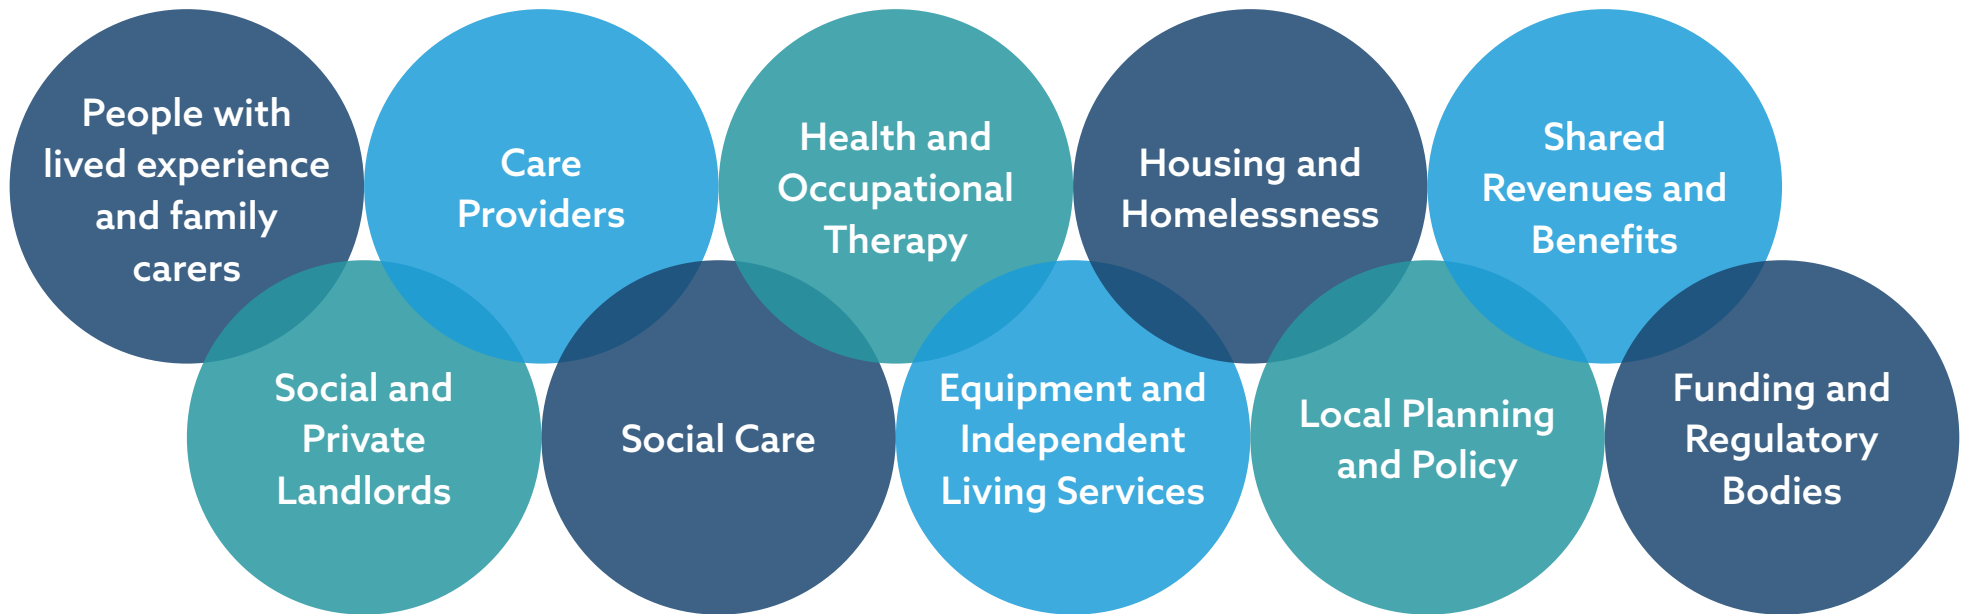 People with
lived experience
and family
carers
Care
Providers
Health and
Occupational
Therapy
Housing and
Homelessness
Shared
Revenues and
Benefits
Social and
Private
Landlords
Social Care
Equipment and
Independent
Living Services
Local Planning
and Policy
Funding and
Regulatory
Bodies